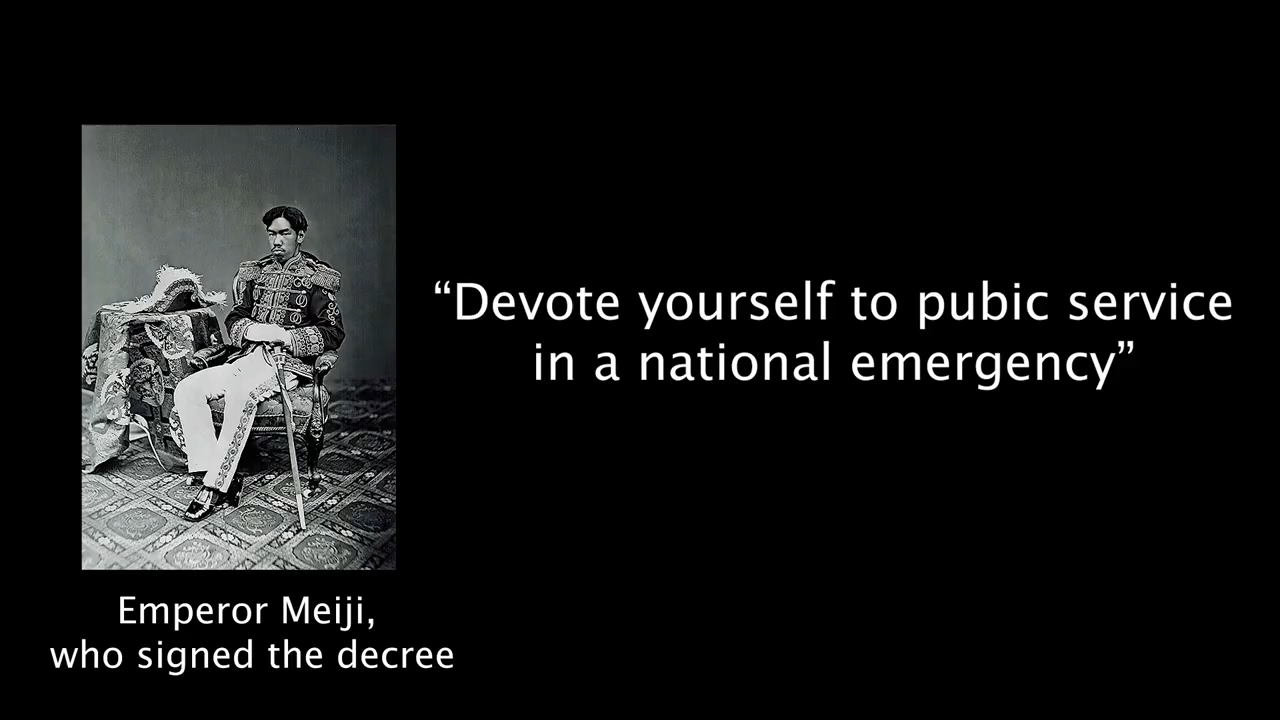 “Devote yourself to pubic service
in a national emergency”
Emperor Meiji,
who signed the decree